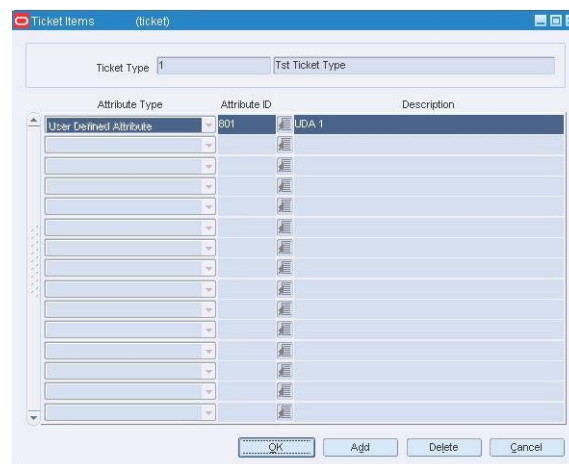 Ticket Items (ticket)
Ticket Type 1 Tst Ticket Type
Attribute Type Attribute ID Description
User Defined Attribute 801 UDA 1
OK Add Delete Cancel